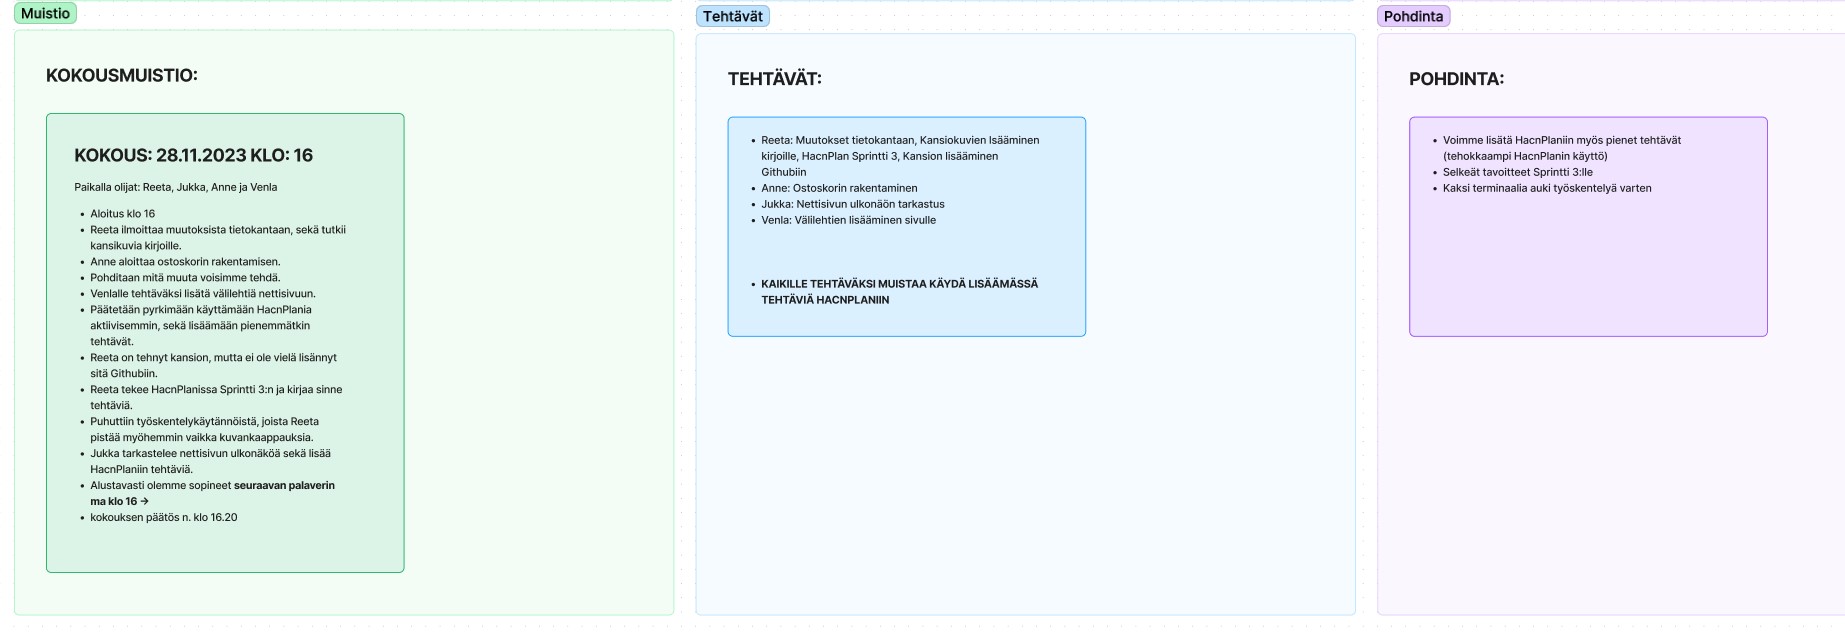 Muistio
KOKOUSMUISTIO:
KOKOUS: 28.11.2023 KLO: 16
Paikalla olijat: Reeta, Jukka, Anne ja Venla
• Aloitus klo 16
• Reeta ilmoittaa muutoksista tietokantaan, sekä tutkii
kansikuvia kirjoille.
• Anne aloittaa ostoskorin rakentamisen.
• Pohditaan mitä muuta voisimme tehdä.
• Venlalle tehtäväksi lisätä välilehtiä nettisivuun.
• Päätetään pyrkimään käyttämään HacnPlania
aktiivisemmin, sekä lisäämään pienemmätkin
tehtävät.
• Reeta on tehnyt kansion, mutta ei ole vielä lisännyt
sitä Githubiin.
• Reeta tekee HacnPlanissa Sprintti 3:n ja kirjaa sinne
tehtäviä.
• Puhuttiin työskentelykäytännöistä, joista Reeta
pistää myöhemmin vaikka kuvankaappauksia.
• Jukka tarkastelee nettisivun ulkonäköä sekä lisää
HacnPlaniin tehtäviä.
• Alustavasti olemme sopineet seuraavan palaverin
ma klo 16 →
• kokouksen päätös n. klo 16.20
Tehtävät
TEHTÄVÄT:
• Reeta: Muutokset tietokantaan, Kansiokuvien lsääminen
kirjoille, HacnPlan Sprintti 3, Kansion lisääminen
Githubiin
• Anne: Ostoskorin rakentaminen
• Jukka: Nettisivun ulkonäön tarkastus
• Venla: Välilehtien lisääminen sivulle
• KAIKILLE TEHTÄVÄKSI MUISTAA KÄYDÄ LISÄÄMÄSSÄ
TEHTÄVIÄ HACNPLANIIN
Pohdinta
POHDINTA:
• Voimme lisätä HacnPlaniin myös pienet tehtävät
(tehokkaampi HacnPlanin käyttö)
• Selkeät tavoitteet Sprintti 3:lle
• Kaksi terminaalia auki työskentelyä varten